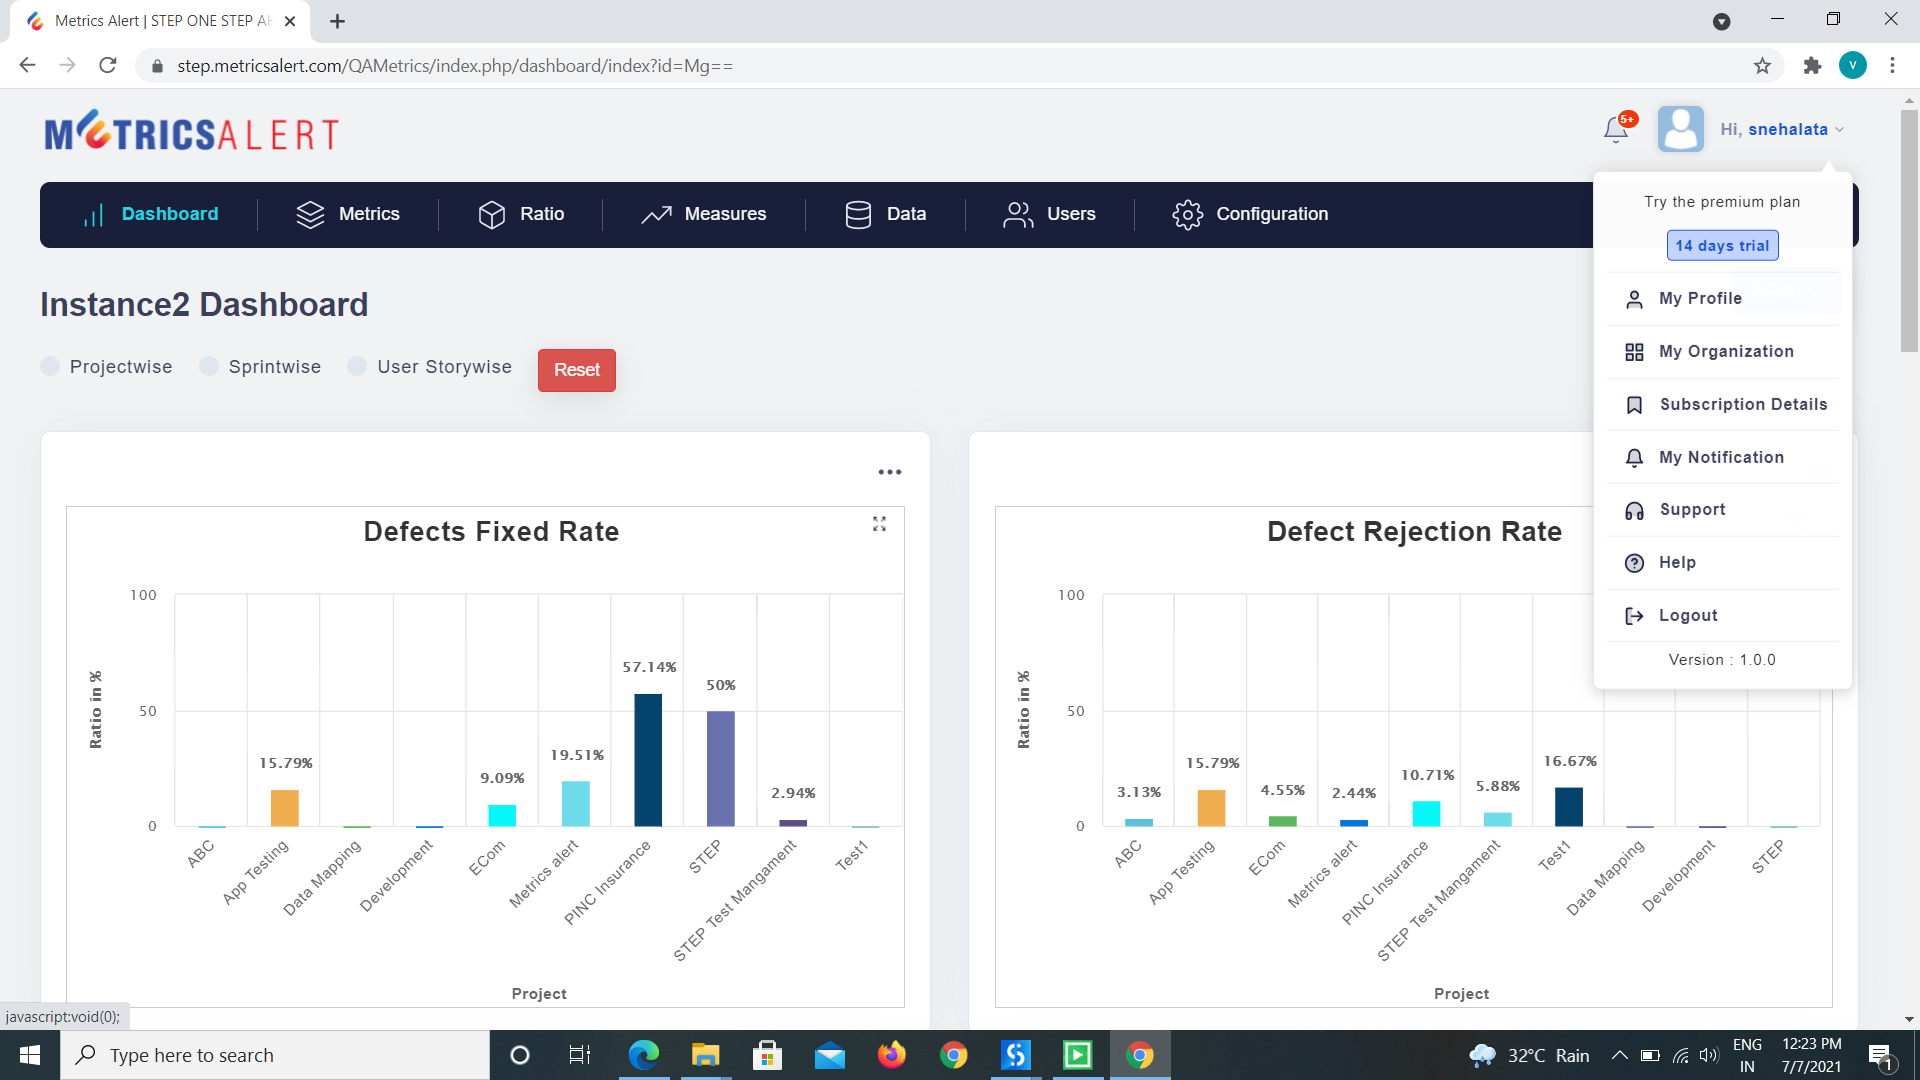 Metrics Alert | STEP ONE STEP AH
step.metricsalert.com/QAMetrics/index.php/dashboard/index?id=Mg==
V
METRICSALERT
5+
Hi, snehalata
Dashboard
Metrics
Ratio
Measures
Data
Users
Configuration
Try the premium plan
14 days trial
My Profile
My Organization
Subscription Details
My Notification
Support
Help
Logout
Version : 1.0.0
Instance2 Dashboard
Projectwise
Sprintwise
User Storywise
Reset
Defects Fixed Rate
Ratio in %
100
50
0
15.79%
9.09%
19.51%
57.14%
50%
2.94%
ABC
App Testing
Data Mapping
Development
ECom
Metrics alert
PINC Insurance
STEP
STEP Test Mangament
Test1
Project
Defect Rejection Rate
Ratio in %
100
50
0
3.13%
15.79%
4.55%
2.44%
10.71%
5.88%
16.67%
ABC
App Testing
ECom
Metrics alert
PINC Insurance
STEP Test Mangament
Test1
Data Mapping
Development
STEP
Project
javascript:void(0);
Type here to search
32°C Rain
ENG
IN
12:23 PM
7/7/2021
1